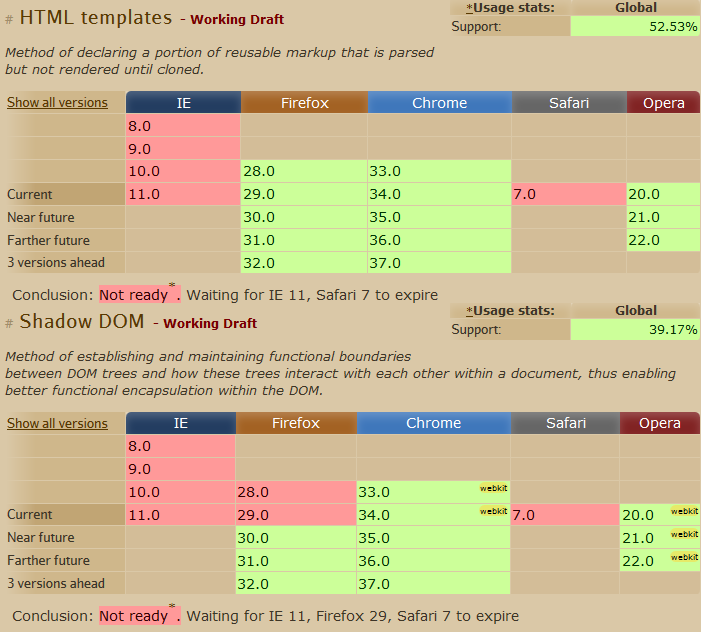 # HTML templates - Working Draft
*Usage stats: Global
Support: 52.53%
Method of declaring a portion of reusable markup that is parsed
but not rendered until cloned.
Show all versions IE Firefox Chrome Safari Opera
8.0
9.0
10.0 28.0 33.0
Current 11.0 29.0 34.0 7.0 20.0
Near future 30.0 35.0 21.0
Farther future 31.0 36.0 22.0
3 versions ahead 32.0 37.0
Conclusion: Not ready*. Waiting for IE 11, Safari 7 to expire
# Shadow DOM - Working Draft
*Usage stats: Global
Support: 39.17%
Method of establishing and maintaining functional boundaries
between DOM trees and how these trees interact with each other within a document, thus enabling
better functional encapsulation within the DOM.
Show all versions IE Firefox Chrome Safari Opera
8.0
9.0
10.0 28.0 33.0 webkit
Current 11.0 29.0 34.0 webkit 7.0 20.0 webkit
Near future 30.0 35.0 21.0 webkit
Farther future 31.0 36.0 22.0 webkit
3 versions ahead 32.0 37.0
Conclusion: Not ready*. Waiting for IE 11, Firefox 29, Safari 7 to expire